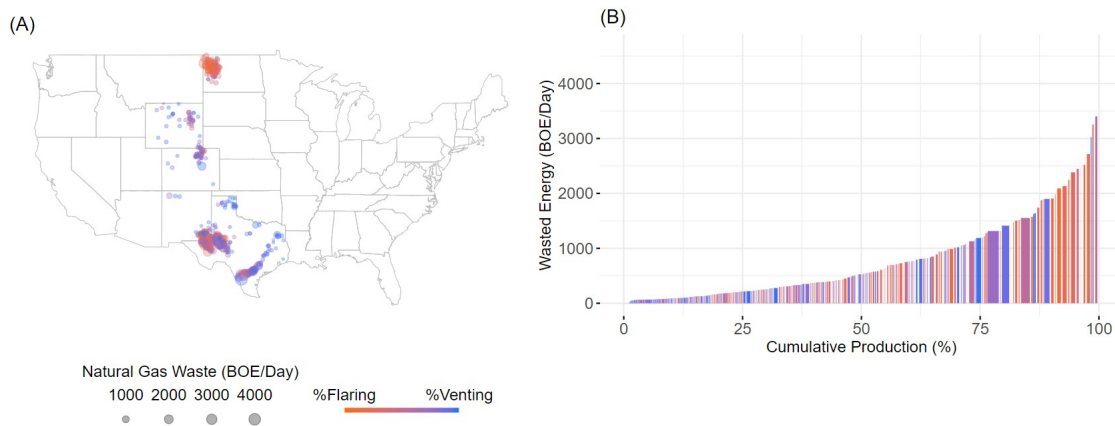 (A)
Natural Gas Waste (BOE/Day)
1000 2000 3000 4000
%Flaring %Venting
(B)
Wasted Energy (BOE/Day)
4000
3000
2000
1000
0
0 25 50 75 100
Cumulative Production (%)